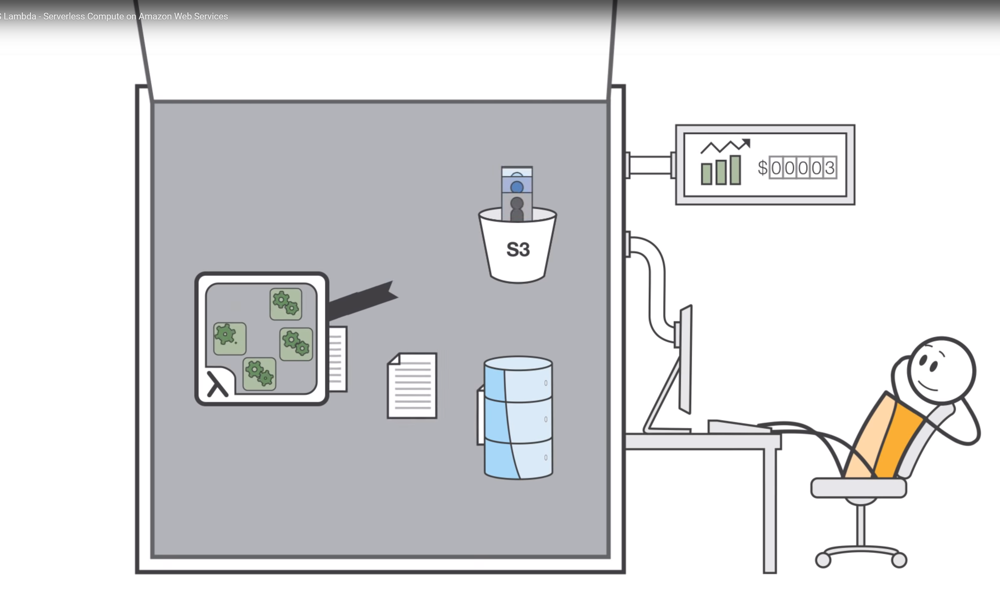 S Lambda - Serverless Compute on Amazon Web Services
$00003
S3
λ